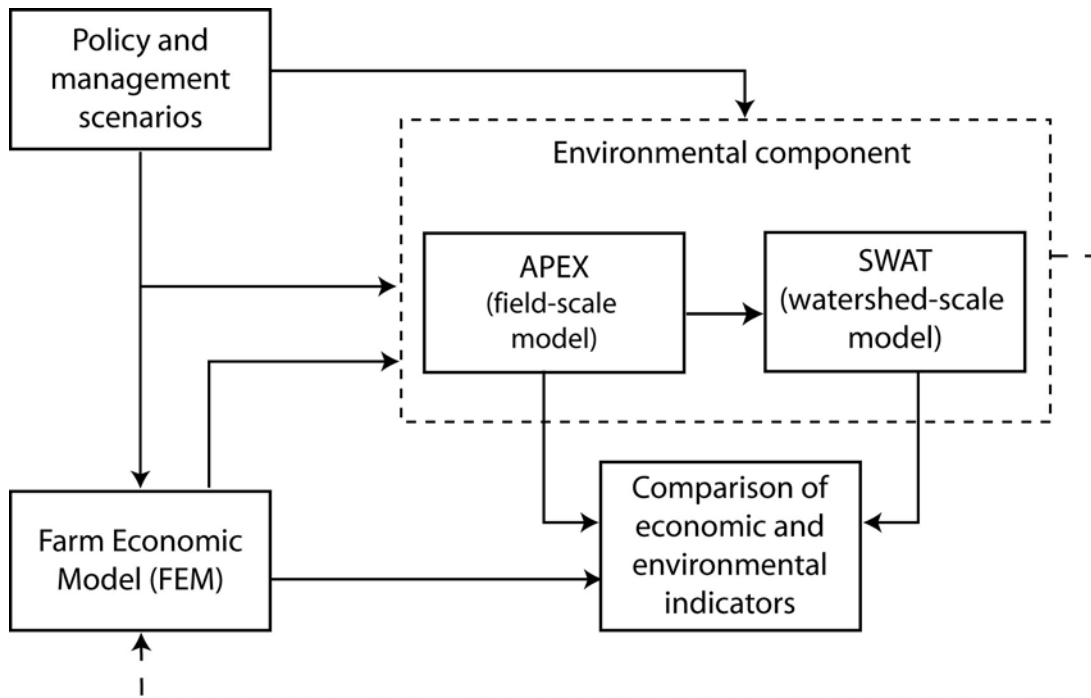 Policy and
management
scenarios
Environmental component
APEX
(field-scale
model)
SWAT
(watershed-scale
model)
Farm Economic
Model (FEM)
Comparison of
economic and
environmental
indicators